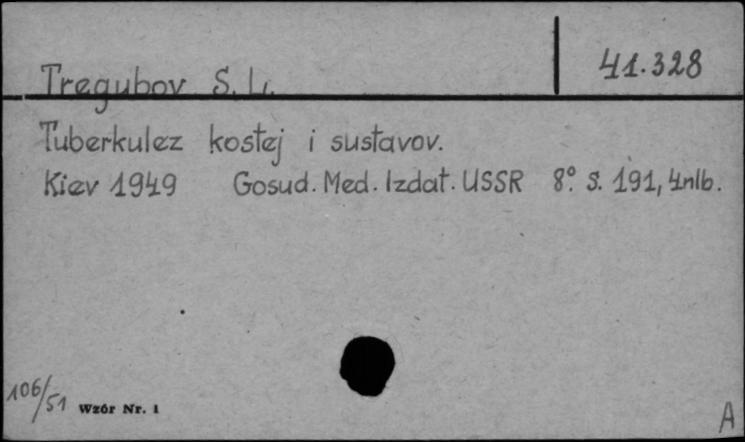 Tregubov S. L. 41.328
Tuberkulez kostej i sustavov.
Kiev 1949 Gosud. Med. Izdat. USSR 8° S. 191, 4nlb.
106/51 Wzór Nr. 1 A